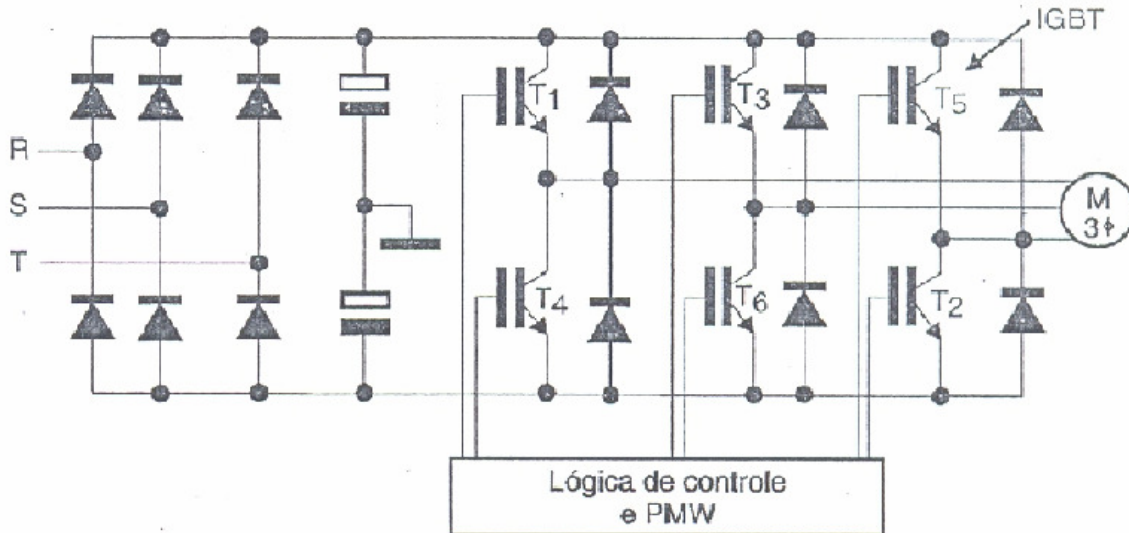 IGBT
T1
T3
T5
R
S
T
M
3ϕ
T4
T6
T2
Lógica de controle
e PMW